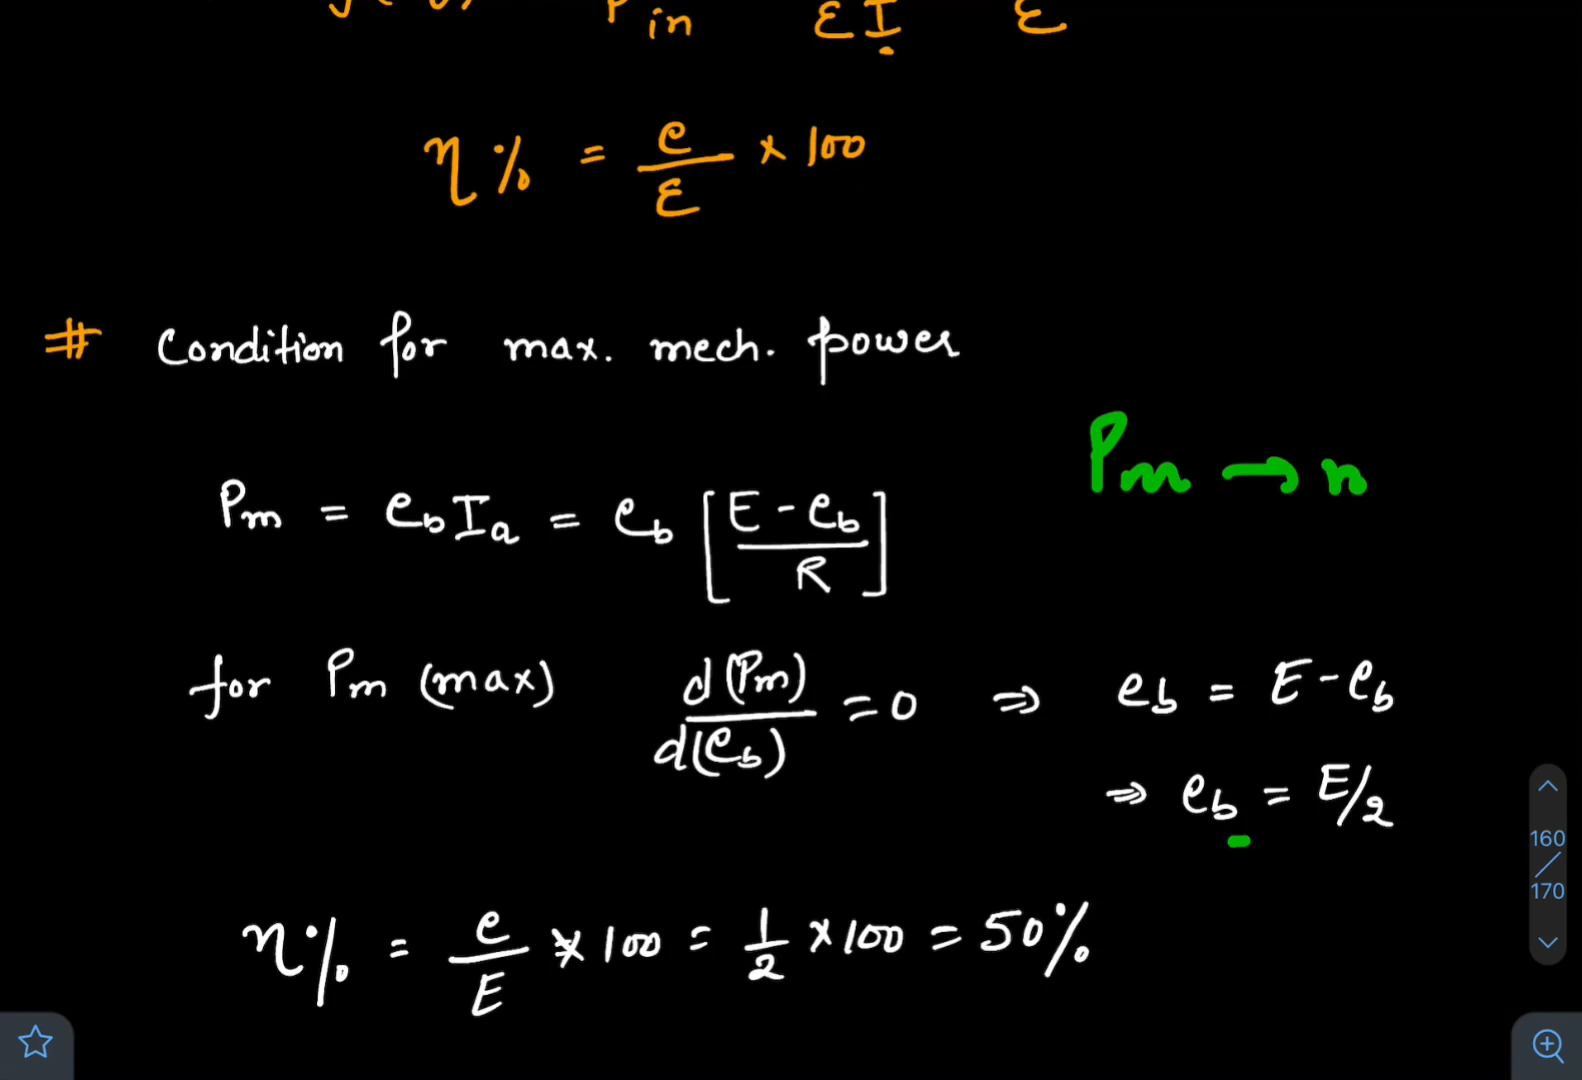 P in   ε I   ε
η % = e/ε × 100
# Condition for max. mech. power
Pm → n
Pm = eb Ia = eb [E - eb / R]
for Pm (max)   d(Pm)/d(eb) = 0 ⇒ eb = E - eb
⇒ eb = E/2
η % = e/E × 100 = 1/2 × 100 = 50%
160
/
170